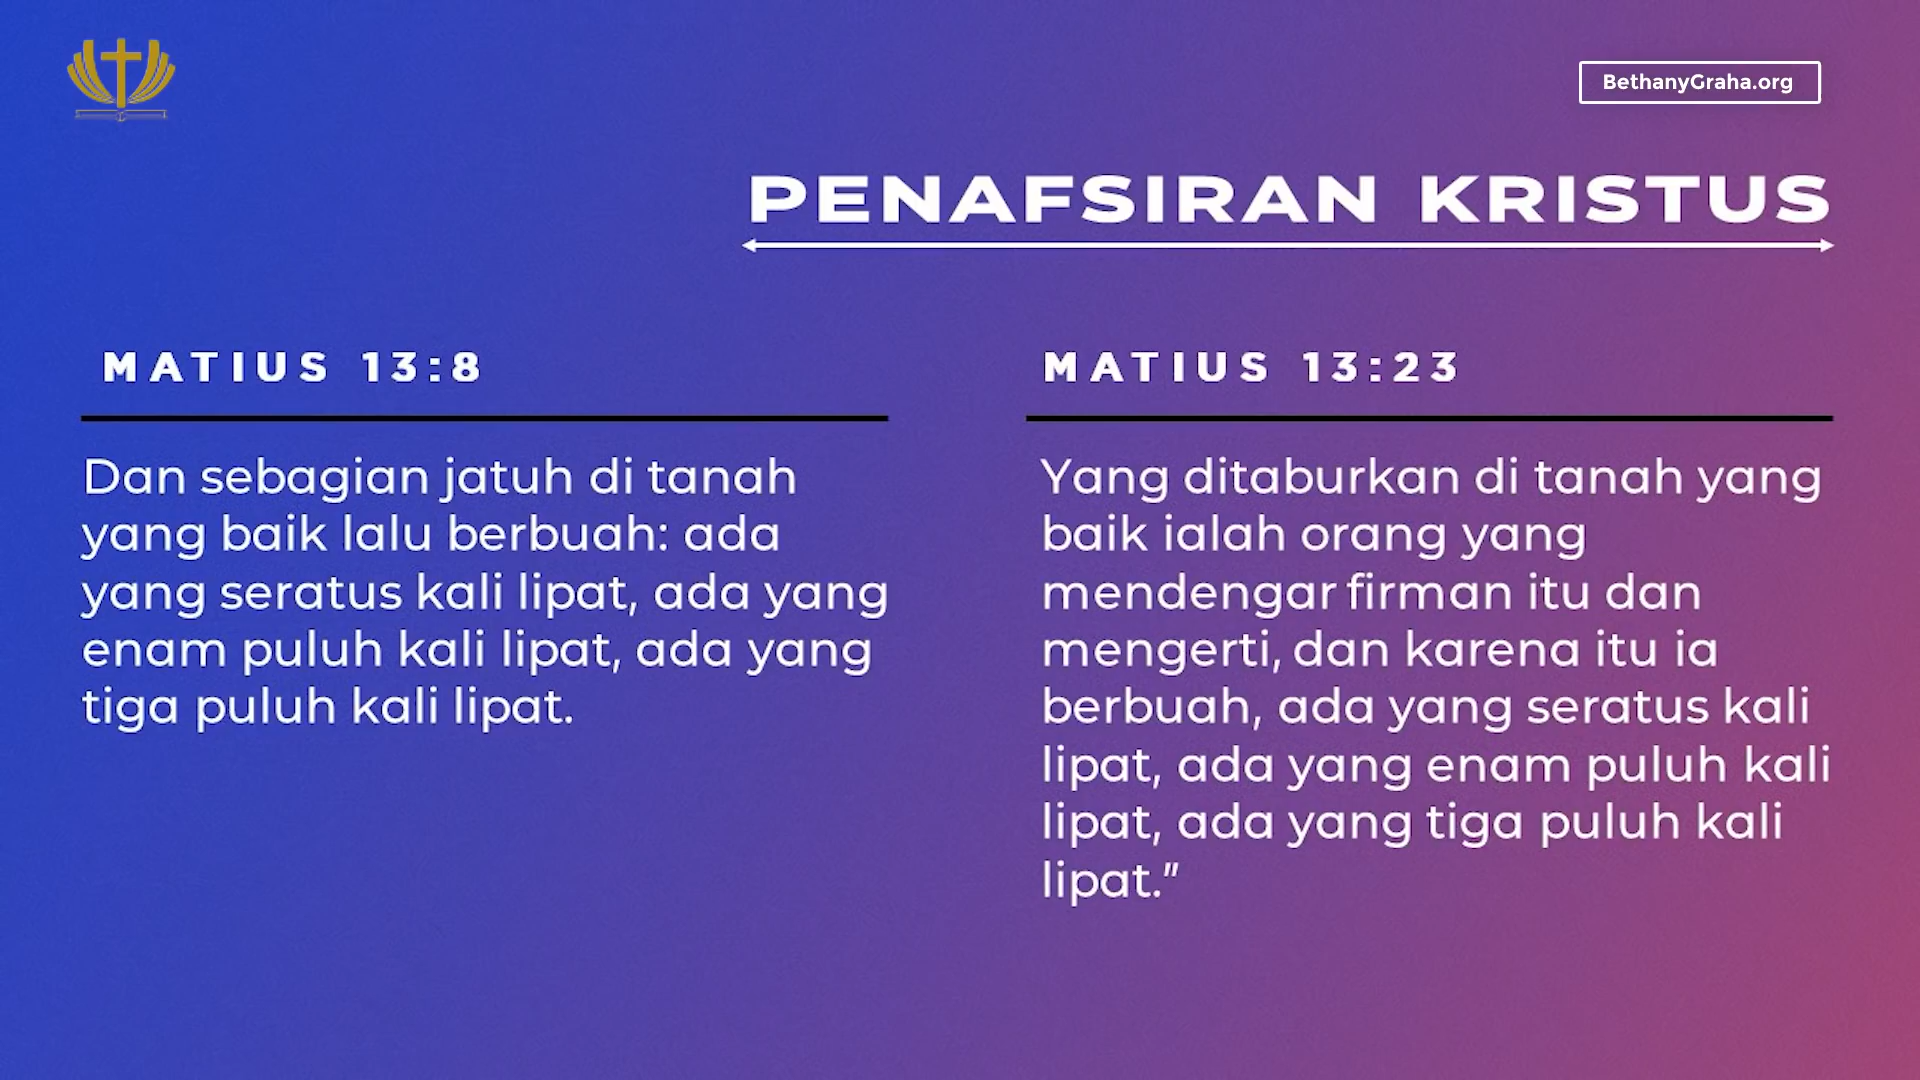 BethanyGraha.org
PENAFSIRAN KRISTUS
MATIUS 13:8
Dan sebagian jatuh di tanah
yang baik lalu berbuah: ada
yang seratus kali lipat, ada yang
enam puluh kali lipat, ada yang
tiga puluh kali lipat.
MATIUS 13:23
Yang ditaburkan di tanah yang
baik ialah orang yang
mendengar firman itu dan
mengerti, dan karena itu ia
berbuah, ada yang seratus kali
lipat, ada yang enam puluh kali
lipat, ada yang tiga puluh kali
lipat.”